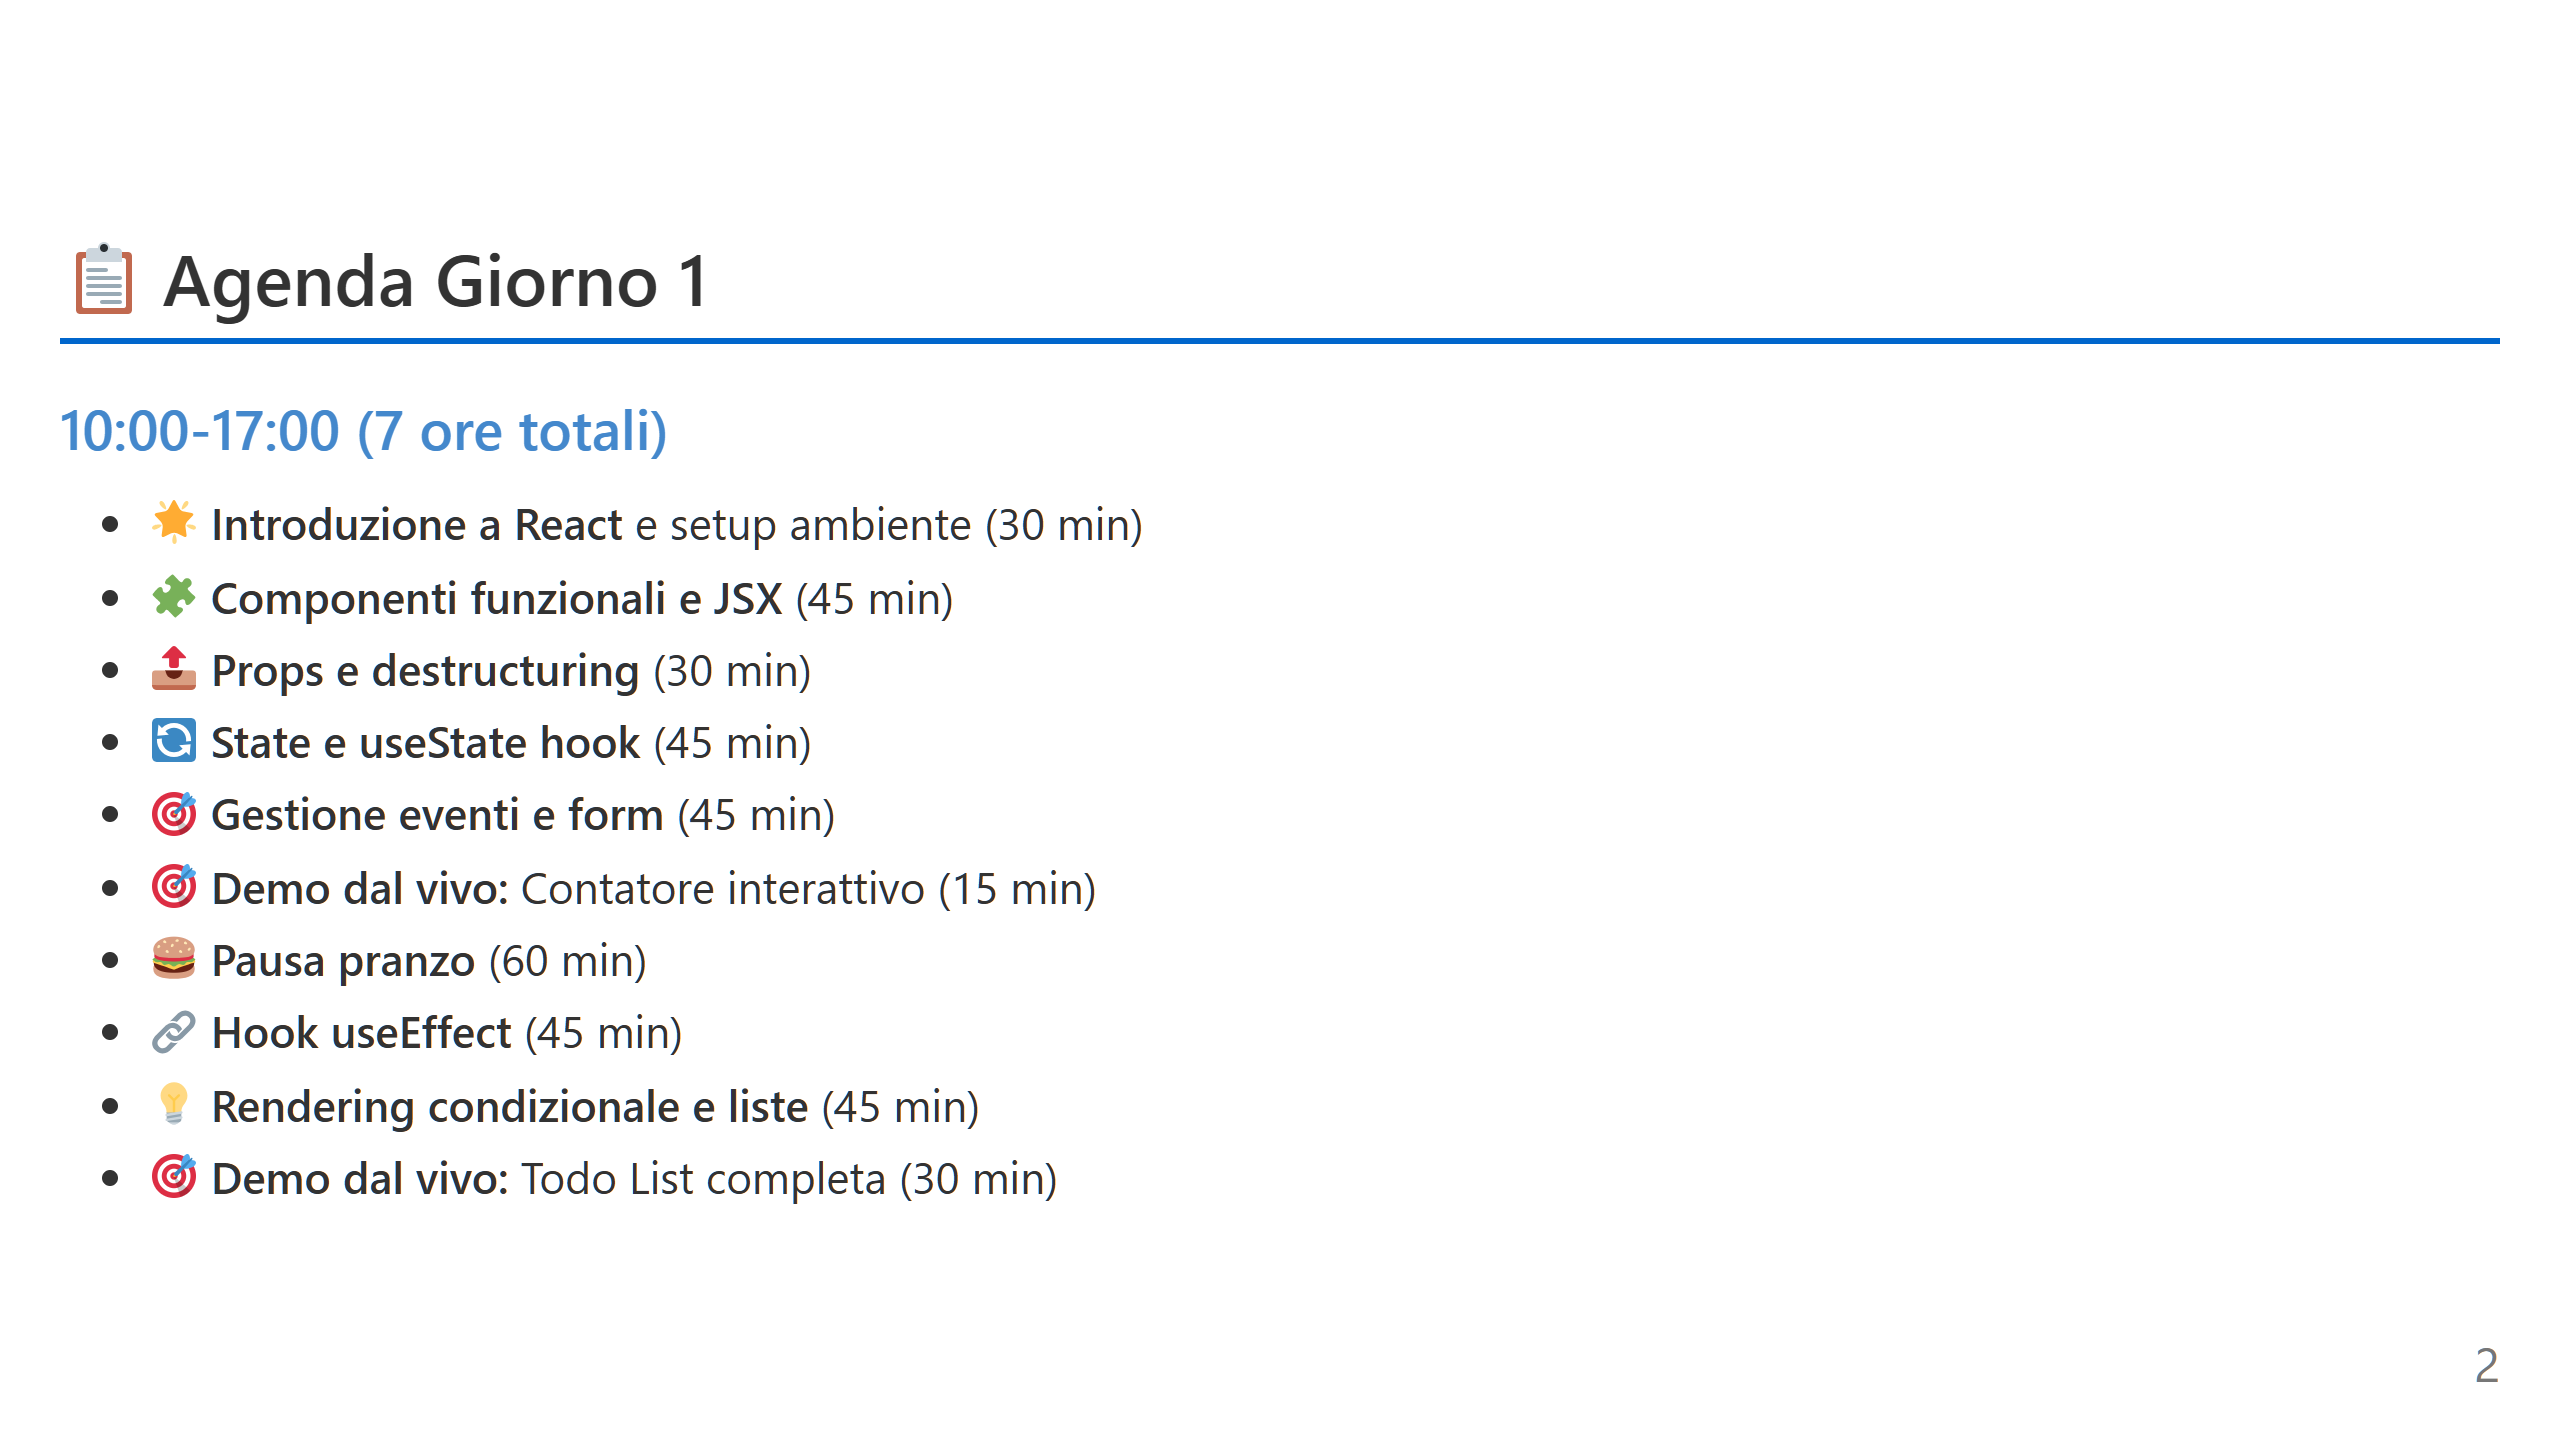 📋 Agenda Giorno 1
10:00-17:00 (7 ore totali)
• 🌟 Introduzione a React e setup ambiente (30 min)
• 🧩 Componenti funzionali e JSX (45 min)
• 📤 Props e destructuring (30 min)
• 🔄 State e useState hook (45 min)
• 🎯 Gestione eventi e form (45 min)
• 🎯 Demo dal vivo: Contatore interattivo (15 min)
• 🍔 Pausa pranzo (60 min)
• 🔗 Hook useEffect (45 min)
• 💡 Rendering condizionale e liste (45 min)
• 🎯 Demo dal vivo: Todo List completa (30 min)
2